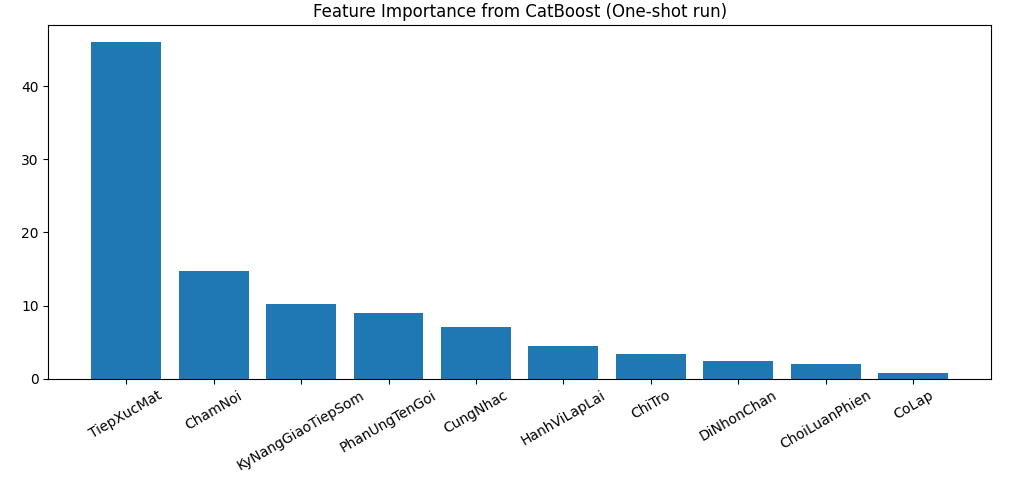 Feature Importance from CatBoost (One-shot run)
40
30
20
10
0
TiepXucMat
ChamNoi
KyNangGiaoTiepSom
PhanUngTenGoi
CungNhac
HanhViLapLai
ChiTro
DiNhonChan
ChoiLuanPhien
CoLap